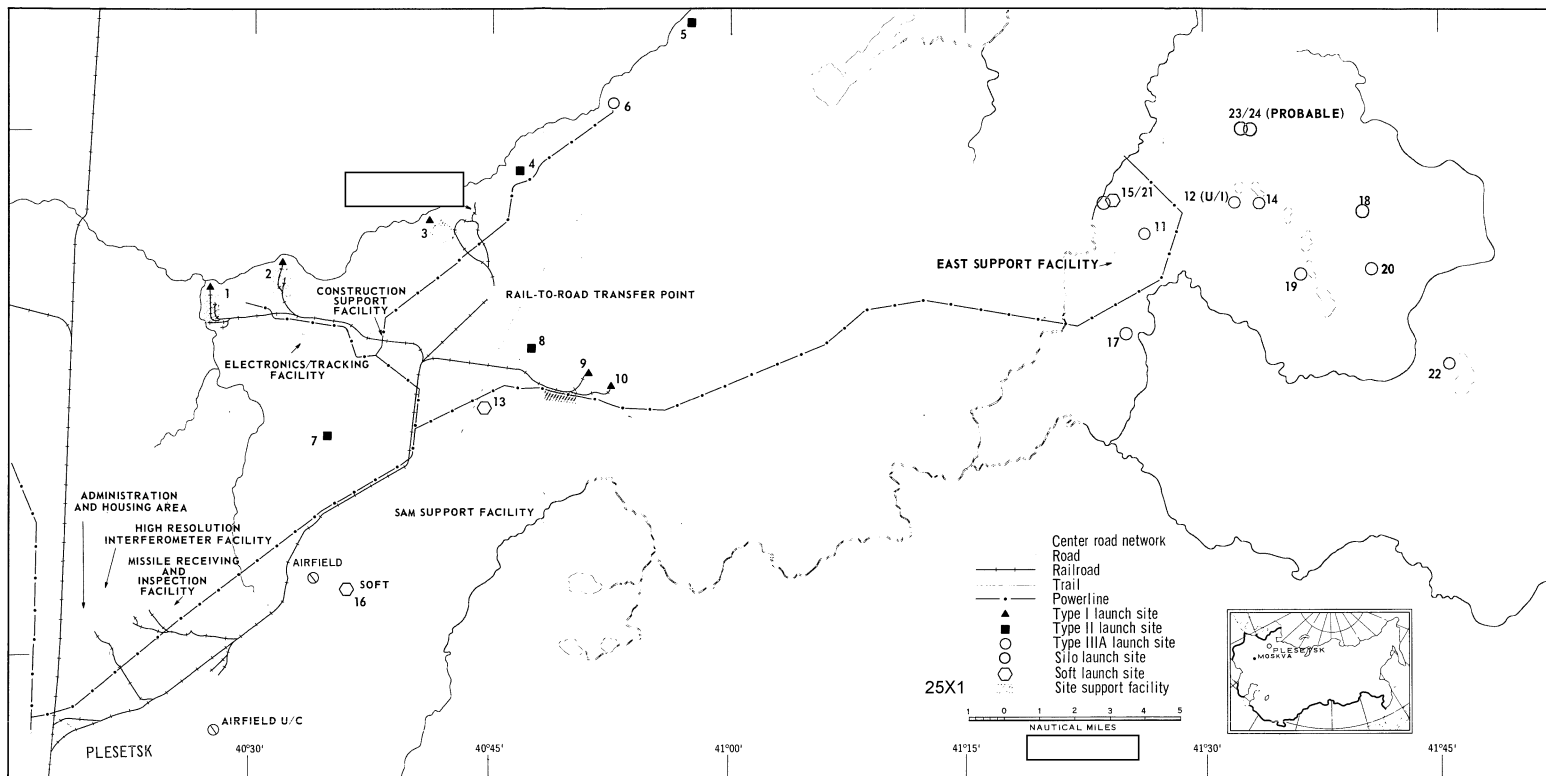 5
6
23/24 (PROBABLE)
4
15/21
12 (U/I)
14
18
3
11
2
EAST SUPPORT FACILITY
20
19
1
CONSTRUCTION
SUPPORT
FACILITY
RAIL-TO-ROAD TRANSFER POINT
17
8
ELECTRONICS/TRACKING
FACILITY
9
10
22
13
7
ADMINISTRATION
AND HOUSING AREA
HIGH RESOLUTION
INTERFEROMETER FACILITY
SAM SUPPORT FACILITY
MISSILE RECEIVING
AND
INSPECTION
FACILITY
AIRFIELD
SOFT
16
Center road network
Road
Railroad
Trail
Powerline
Type I launch site
Type II launch site
Type IIIA launch site
Silo launch site
Soft launch site
Site support facility
25X1
1 0 1 2 3 4 5
NAUTICAL MILES
PLESETSK
MOSKVA
AIRFIELD U/C
PLESETSK
40°30'
40°45'
41°00'
41°15'
41°30'
41°45'